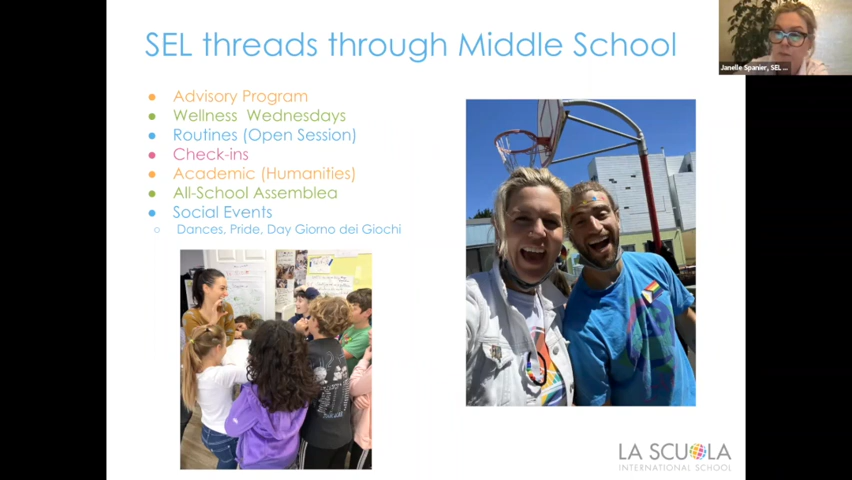 SEL threads through Middle School
Janelle Spanier, SEL ...
Advisory Program
Wellness Wednesdays
Routines (Open Session)
Check-ins
Academic (Humanities)
All-School Assemblea
Social Events
Dances, Pride, Day Giorno dei Giochi
LA SCUOLA
INTERNATIONAL SCHOOL